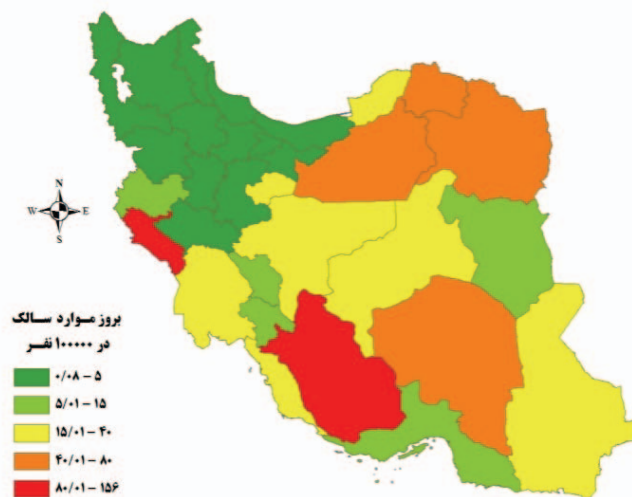 N
W E
S
بروز موارد سالک
در ۱۰۰۰۰۰ نفر
۰/۰۸ – ۵
۵/۰۱ – ۱۵
۱۵/۰۱ – ۴۰
۴۰/۰۱ – ۸۰
۸۰/۰۱ – ۱۵۶